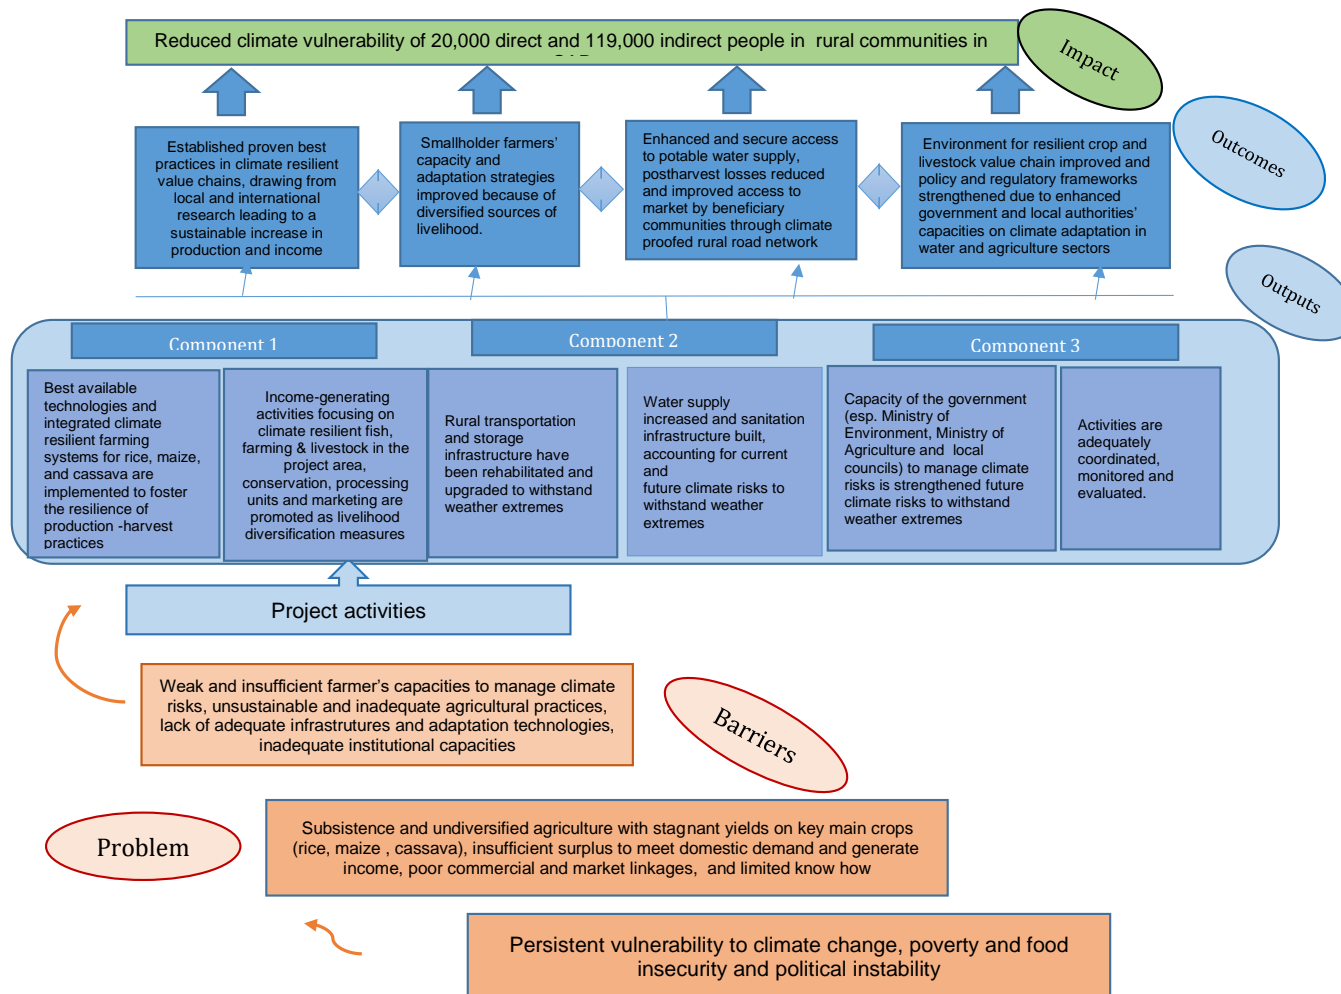 Reduced climate vulnerability of 20,000 direct and 119,000 indirect people in rural communities in
Impact
Outcomes
Established proven best
practices in climate resilient
value chains, drawing from
local and international
research leading to a
sustainable increase in
production and income
Smallholder farmers'
capacity and
adaptation strategies
improved because of
diversified sources of
livelihood.
Enhanced and secure access
to potable water supply,
postharvest losses reduced
and improved access to
market by beneficiary
communities through climate
proofed rural road network
Environment for resilient crop and
livestock value chain improved and
policy and regulatory frameworks
strengthened due to enhanced
government and local authorities'
capacities on climate adaptation in
water and agriculture sectors
Outputs
Component 1
Component 2
Component 3
Best available
technologies and
integrated climate
resilient farming
systems for rice, maize,
and cassava are
implemented to foster
the resilience of
production -harvest
practices
Income-generating
activities focusing on
climate resilient fish,
farming & livestock in the
project area,
conservation, processing
units and marketing are
promoted as livelihood
diversification measures
Rural transportation
and storage
infrastructure have
been rehabilitated and
upgraded to withstand
weather extremes
Water supply
increased and sanitation
infrastructure built,
accounting for current
and
future climate risks to
withstand weather
extremes
Capacity of the government
(esp. Ministry of
Environment, Ministry of
Agriculture and local
councils) to manage climate
risks is strengthened future
climate risks to withstand
weather extremes
Activities are
adequately
coordinated,
monitored and
evaluated.
Project activities
Weak and insufficient farmer's capacities to manage climate
risks, unsustainable and inadequate agricultural practices,
lack of adequate infrastrutures and adaptation technologies,
inadequate institutional capacities
Barriers
Problem
Subsistence and undiversified agriculture with stagnant yields on key main crops
(rice, maize , cassava), insufficient surplus to meet domestic demand and generate
income, poor commercial and market linkages, and limited know how
Persistent vulnerability to climate change, poverty and food
insecurity and political instability